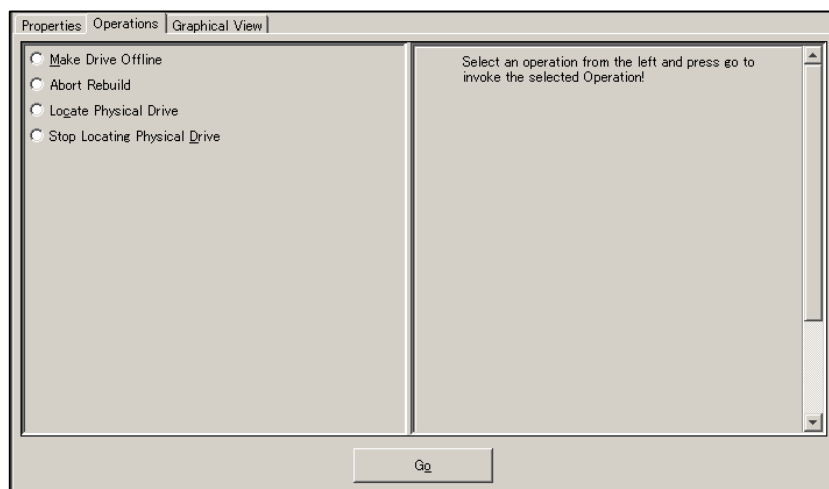 Properties Operations Graphical View
Make Drive Offline
Abort Rebuild
Locate Physical Drive
Stop Locating Physical Drive
Select an operation from the left and press go to
invoke the selected Operation!
Go